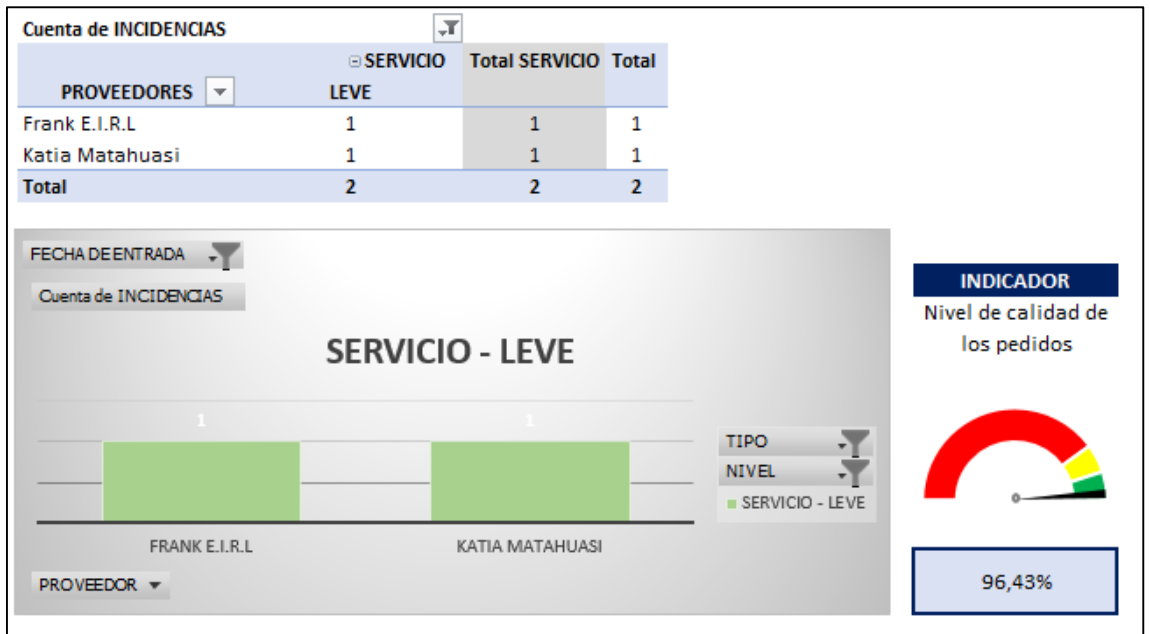 Cuenta de INCIDENCIAS
SERVICIO Total SERVICIO Total
PROVEEDORES LEVE
Frank E.I.R.L 1 1 1
Katia Matahuasi 1 1 1
Total 2 2 2
FECHA DE ENTRADA
Cuenta de INCIDENCIAS
SERVICIO - LEVE
1 1
FRANK E.I.R.L KATIA MATAHUASI
PROVEEDOR
TIPO
NIVEL
SERVICIO - LEVE
INDICADOR
Nivel de calidad de
los pedidos
96,43%